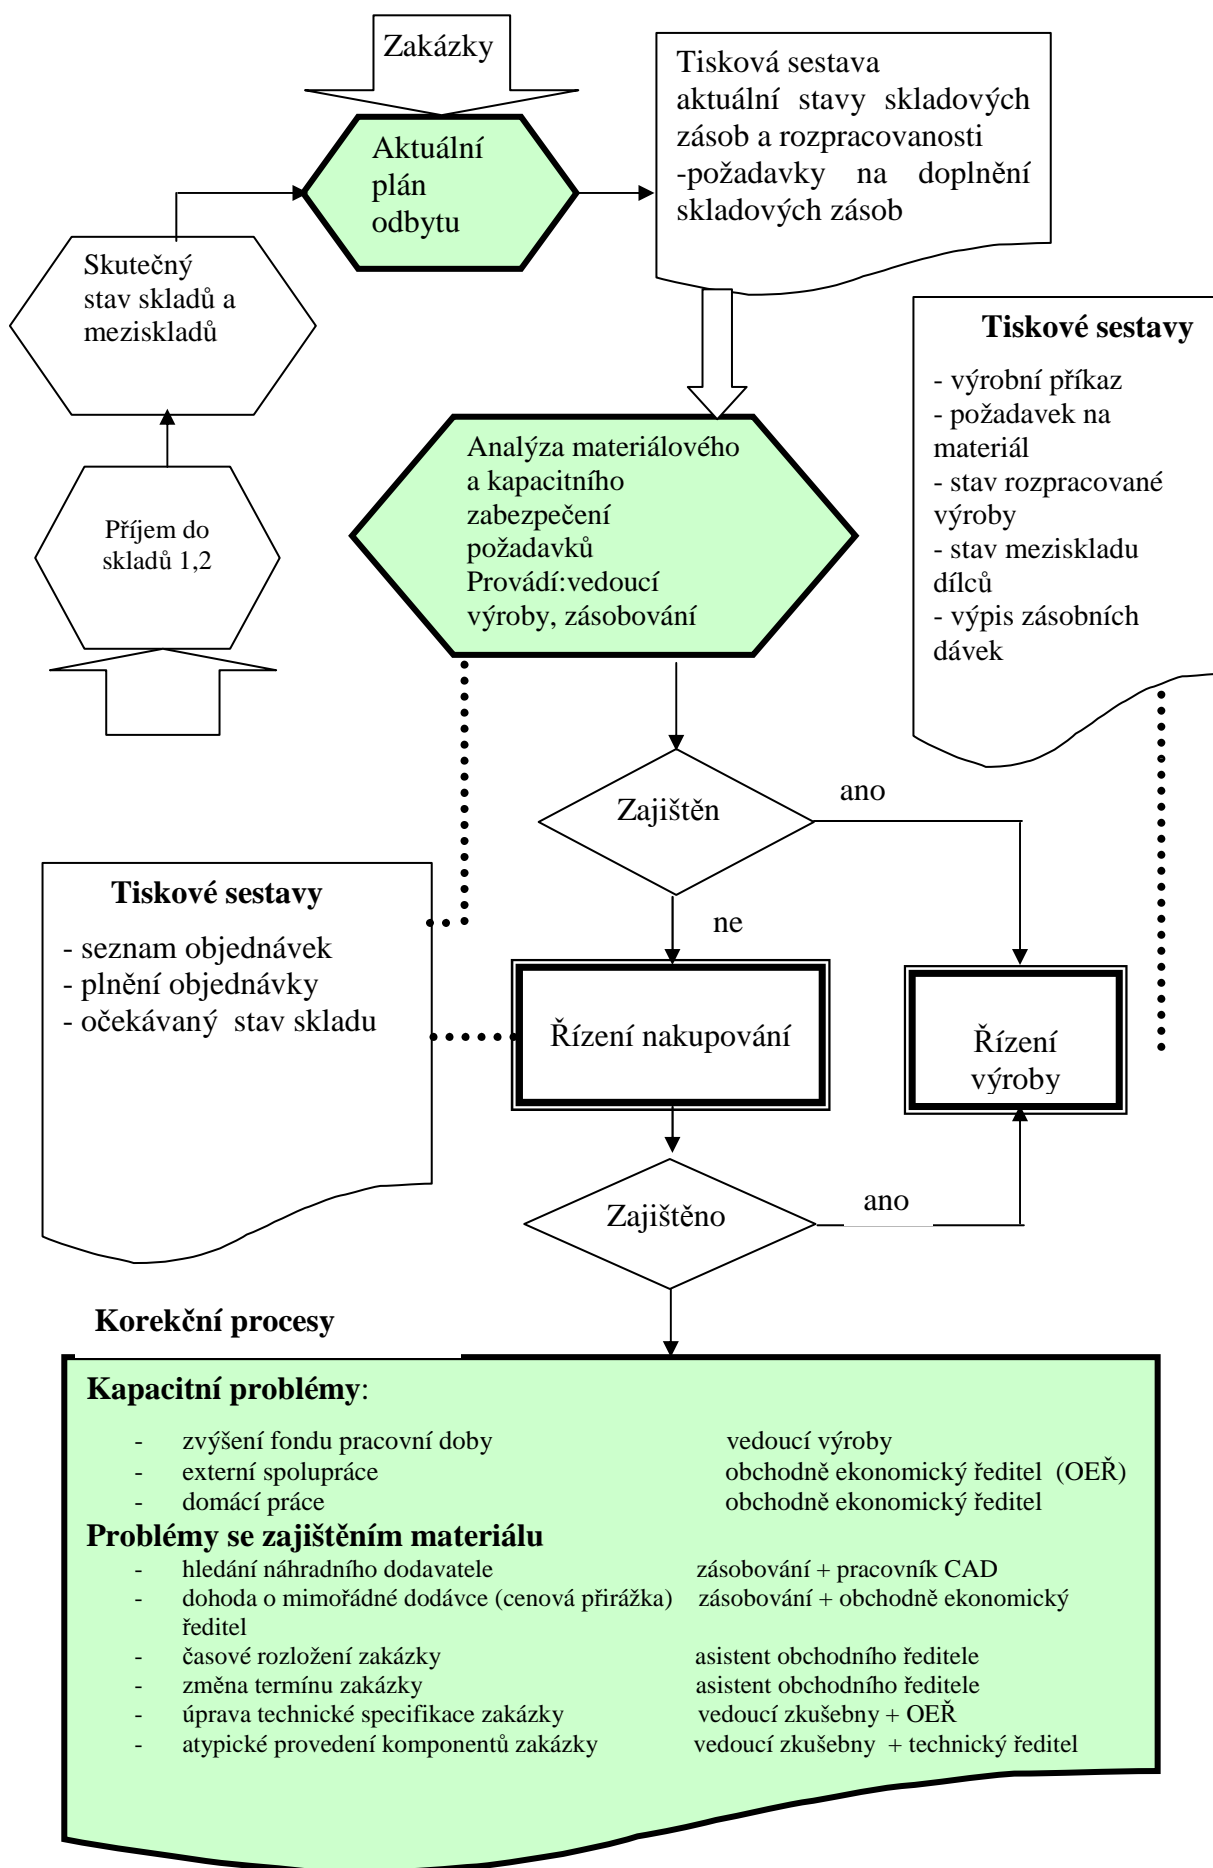 Zakázky
Tisková sestava
aktuální stavy skladových
zásob a rozpracovanosti
-požadavky na doplnění
skladových zásob
Aktuální
plán
odbytu
Skutečný
stav skladů a
meziskladů
Tiskové sestavy
- výrobní příkaz
- požadavek na
materiál
- stav rozpracované
výroby
- stav meziskladu
dílců
- výpis zásobních
dávek
Analýza materiálového
a kapacitního
zabezpečení
požadavků
Provádí:vedoucí
výroby, zásobování
Příjem do
skladů 1,2
Zajištěn
ano
ne
Tiskové sestavy
- seznam objednávek
- plnění objednávky
- očekávaný stav skladu
Řízení nakupování
Řízení
výroby
Zajištěno
ano
Korekční procesy
Kapacitní problémy:
- zvýšení fondu pracovní doby vedoucí výroby
- externí spolupráce obchodně ekonomický ředitel (OEŘ)
- domácí práce obchodně ekonomický ředitel
Problémy se zajištěním materiálu
- hledání náhradního dodavatele zásobování + pracovník CAD
- dohoda o mimořádné dodávce (cenová přirážka) zásobování + obchodně ekonomický
ředitel
- časové rozložení zakázky asistent obchodního ředitele
- změna termínu zakázky asistent obchodního ředitele
- úprava technické specifikace zakázky vedoucí zkušebny + OEŘ
- atypické provedení komponentů zakázky vedoucí zkušebny + technický ředitel